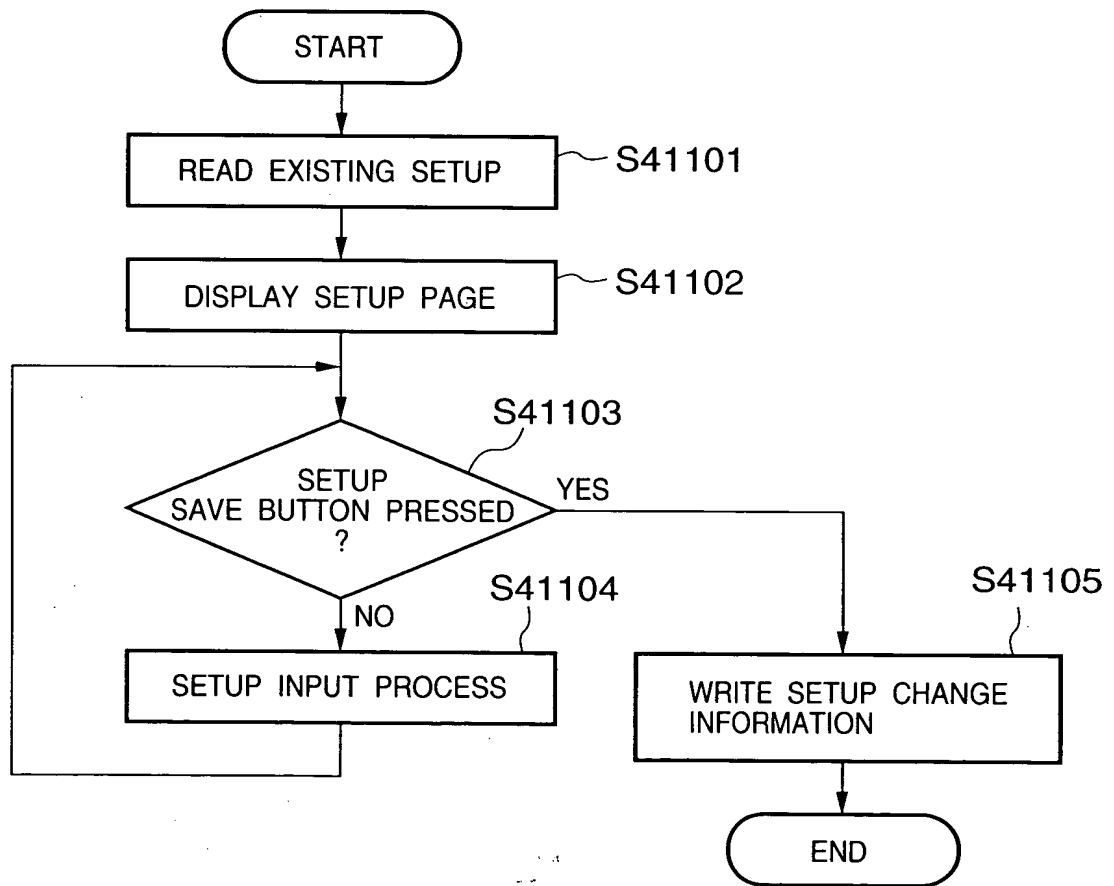 START
READ EXISTING SETUP
S41101
DISPLAY SETUP PAGE
S41102
S41103
SETUP
SAVE BUTTON PRESSED
?
YES
NO
S41104
SETUP INPUT PROCESS
S41105
WRITE SETUP CHANGE
INFORMATION
END